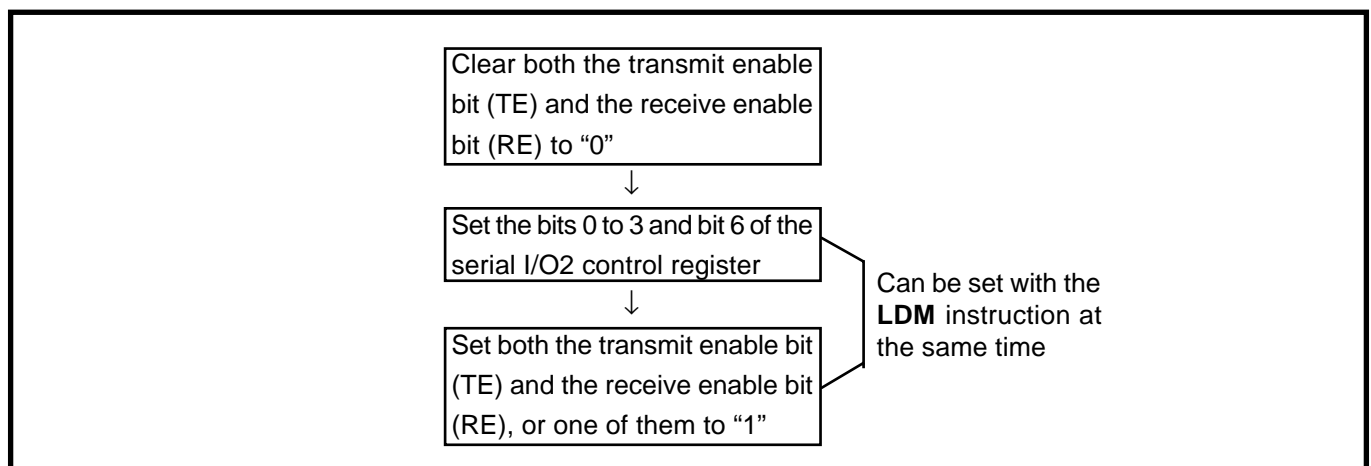 Clear both the transmit enable
bit (TE) and the receive enable
bit (RE) to “0”
↓
Set the bits 0 to 3 and bit 6 of the
serial I/O2 control register
↓
Set both the transmit enable bit
(TE) and the receive enable bit
(RE), or one of them to “1”
Can be set with the
LDM instruction at
the same time